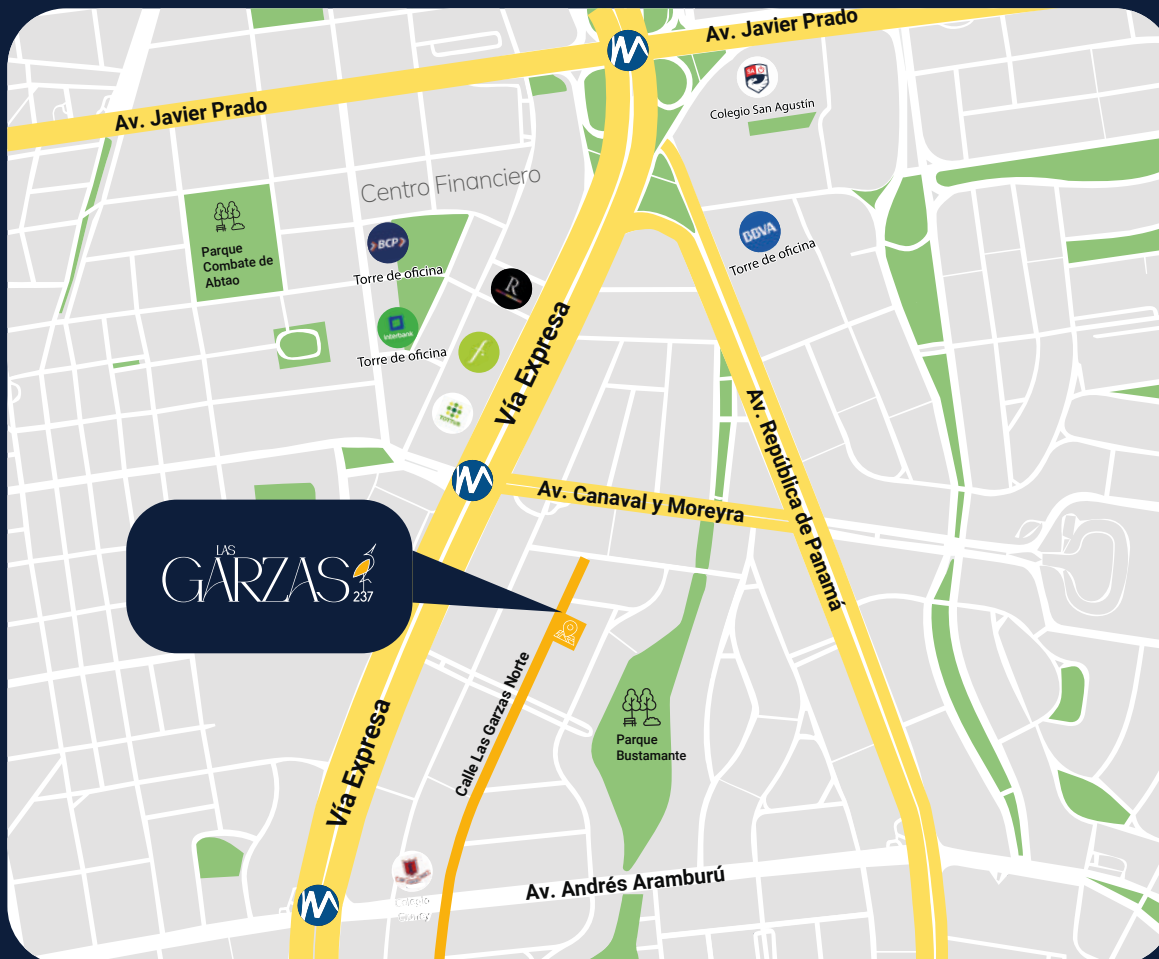 Av. Javier Prado
Av. Javier Prado
Colegio San Agustín
Centro Financiero
Parque
Combate de
Abtao
BCP
Torre de oficina
BBVA
Torre de oficina
R
Interbank
Torre de oficina
f
Vía Expresa
Av. República de Panamá
Av. Canaval y Moreyra
LAS
GARZAS
237
Calle Las Garzas Norte
Parque
Bustamante
Vía Expresa
Av. Andrés Aramburú
Colegio